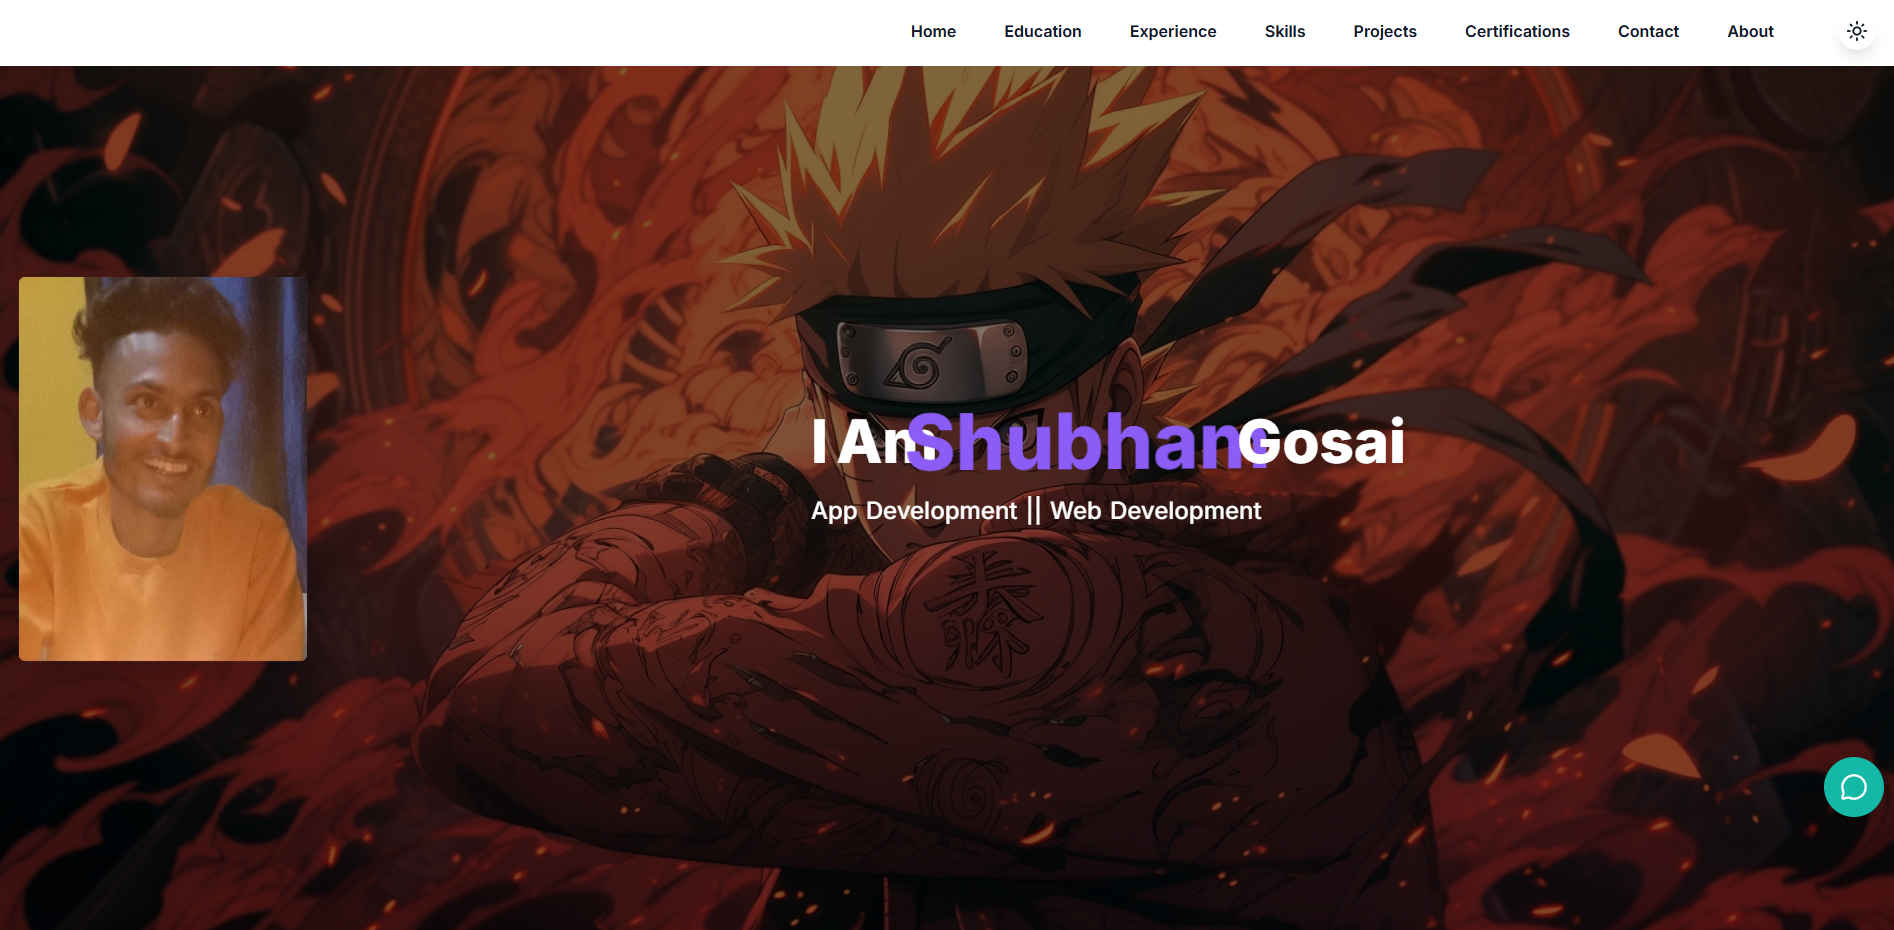 Home Education Experience Skills Projects Certifications Contact About
I Am Shubham Gosai
App Development || Web Development